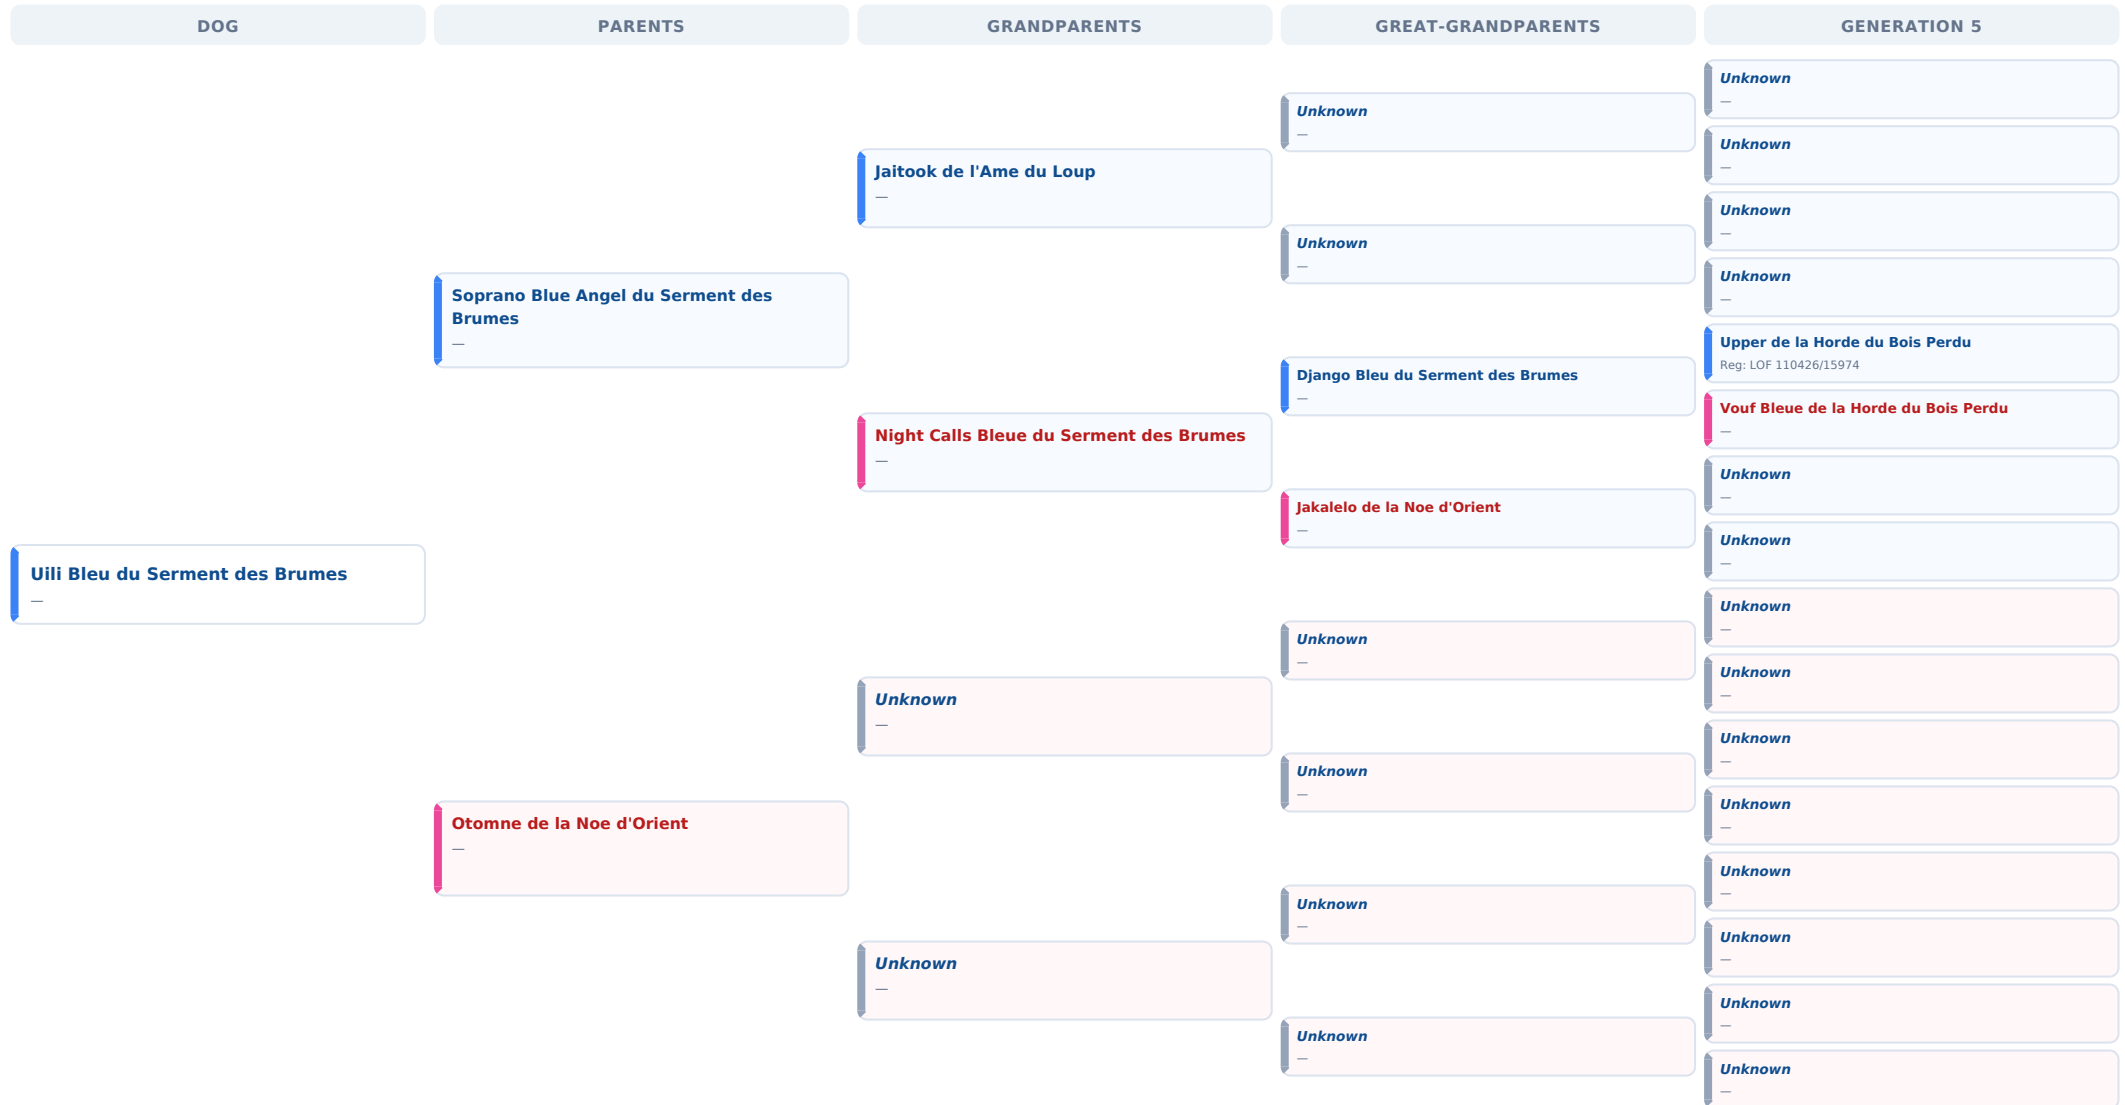 DOG
PARENTS
GRANDPARENTS
GREAT-GRANDPARENTS
GENERATION 5
Uili Bleu du Serment des Brumes
—
Soprano Blue Angel du Serment des
Brumes
—
Otomne de la Noe d'Orient
—
Jaitook de l'Ame du Loup
—
Night Calls Bleue du Serment des Brumes
—
Unknown
—
Unknown
—
Unknown
—
Unknown
—
Django Bleu du Serment des Brumes
—
Jakalelo de la Noe d'Orient
—
Unknown
—
Unknown
—
Unknown
—
Unknown
—
Unknown
—
Unknown
—
Unknown
—
Unknown
—
Upper de la Horde du Bois Perdu
Reg: LOF 110426/15974
Vouf Bleue de la Horde du Bois Perdu
—
Unknown
—
Unknown
—
Unknown
—
Unknown
—
Unknown
—
Unknown
—
Unknown
—
Unknown
—
Unknown
—
Unknown
—